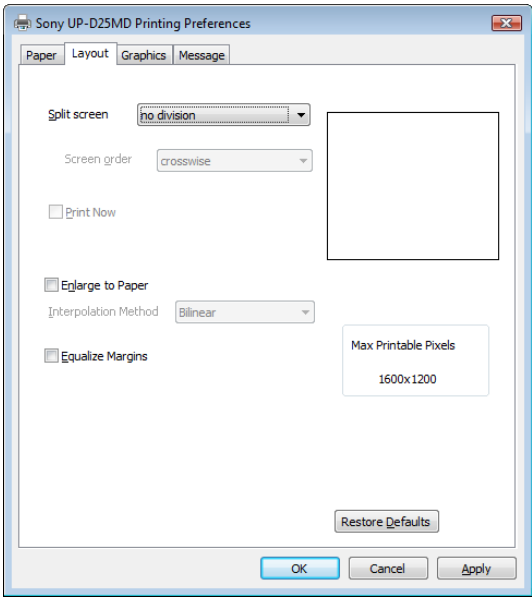 Sony UP-D25MD Printing Preferences
Paper Layout Graphics Message
Split screen no division
Screen order crosswise
Print Now
Enlarge to Paper
Interpolation Method Bilinear
Equalize Margins
Max Printable Pixels
1600x1200
Restore Defaults
OK Cancel Apply